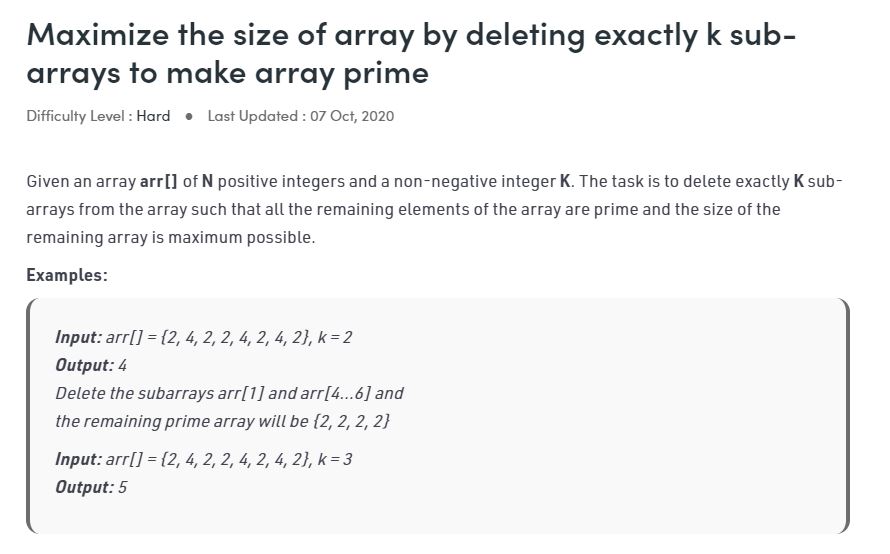 Maximize the size of array by deleting exactly k sub-
arrays to make array prime
Difficulty Level : Hard ● Last Updated : 07 Oct, 2020
Given an array arr[] of N positive integers and a non-negative integer K. The task is to delete exactly K sub-
arrays from the array such that all the remaining elements of the array are prime and the size of the
remaining array is maximum possible.
Examples:
Input: arr[] = {2, 4, 2, 2, 4, 2, 4, 2}, k = 2
Output: 4
Delete the subarrays arr[1] and arr[4…6] and
the remaining prime array will be {2, 2, 2, 2}
Input: arr[] = {2, 4, 2, 2, 4, 2, 4, 2}, k = 3
Output: 5